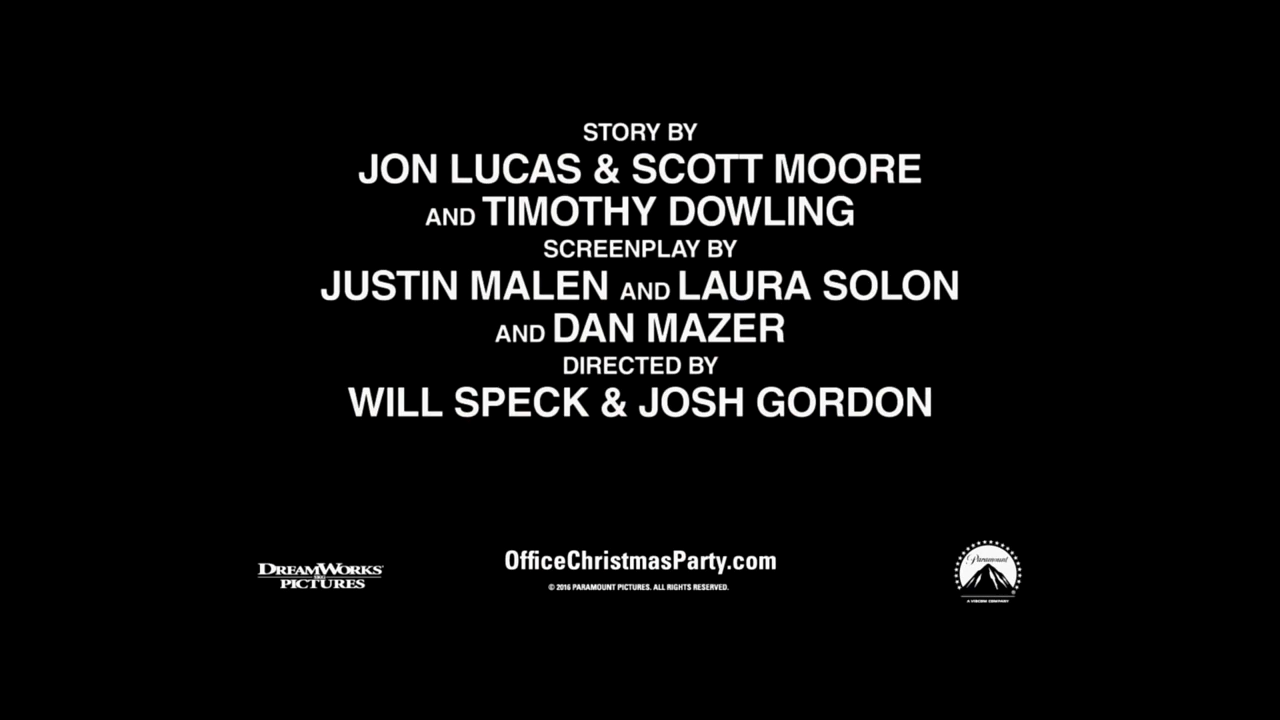 STORY BY
JON LUCAS & SCOTT MOORE
AND TIMOTHY DOWLING
SCREENPLAY BY
JUSTIN MALEN AND LAURA SOLON
AND DAN MAZER
DIRECTED BY
WILL SPECK & JOSH GORDON
DREAMWORKS
SKG
PICTURES
OfficeChristmasParty.com
© 2016 PARAMOUNT PICTURES. ALL RIGHTS RESERVED.
Paramount
®
A VIACOM COMPANY